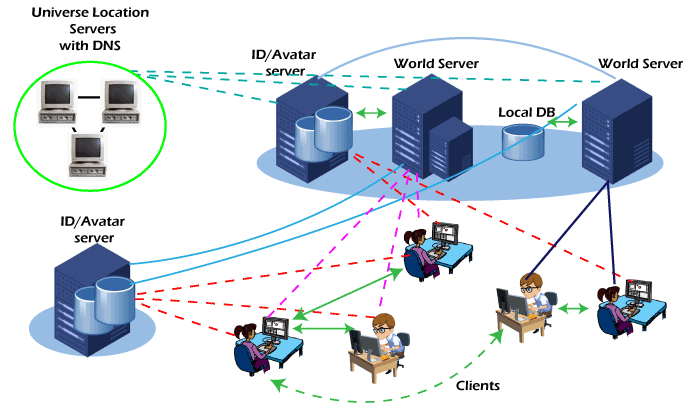 Universe Location
Servers
with DNS
ID/Avatar
server
World Server
World Server
Local DB
ID/Avatar
server
Clients